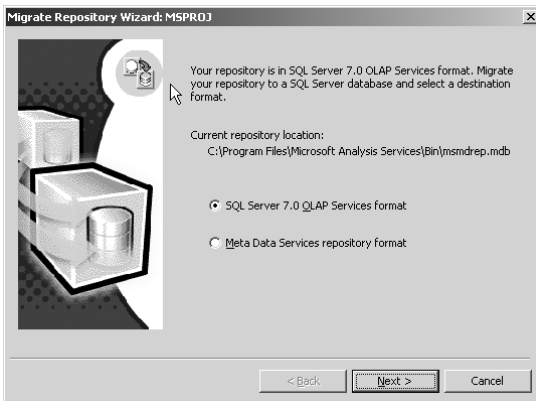 Migrate Repository Wizard: MSPROJ
Your repository is in SQL Server 7.0 OLAP Services format. Migrate
your repository to a SQL Server database and select a destination
format.
Current repository location:
C:\Program Files\Microsoft Analysis Services\Bin\msmdrep.mdb
SQL Server 7.0 OLAP Services format
Meta Data Services repository format
< Back
Next >
Cancel